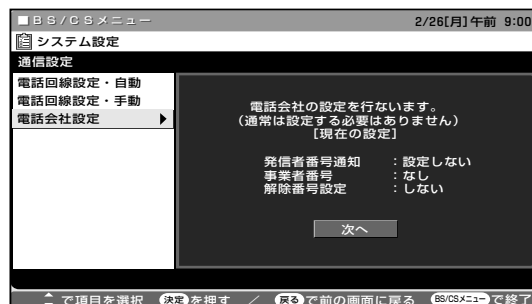 ■BS/CSメニュー 2/26[月]午前 9:00
システム設定
通信設定
電話回線設定・自動
電話回線設定・手動
電話会社設定 ▶
電話会社の設定を行ないます。
(通常は設定する必要はありません)
[現在の設定]
発信者番号通知 :設定しない
事業者番号 :なし
解除番号設定 :しない
次へ
で項目を選択 決定を押す / 戻るで前の画面に戻る BS/CSメニューで終了